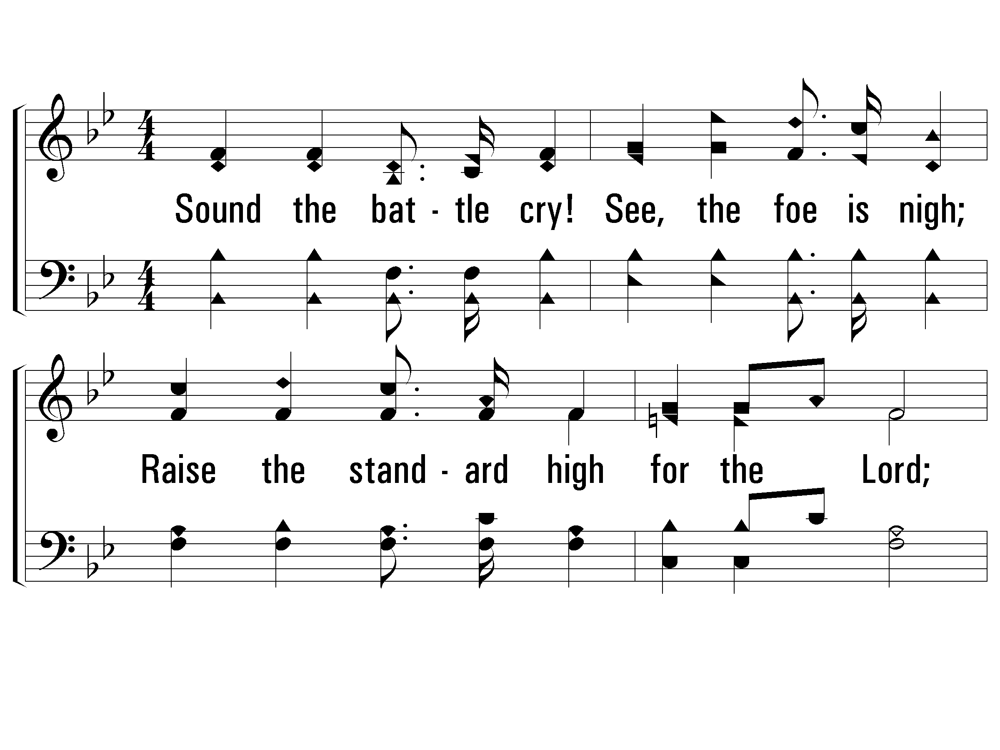 Sound the bat - tle cry! See, the foe is nigh;
Raise the stand - ard high for the Lord;